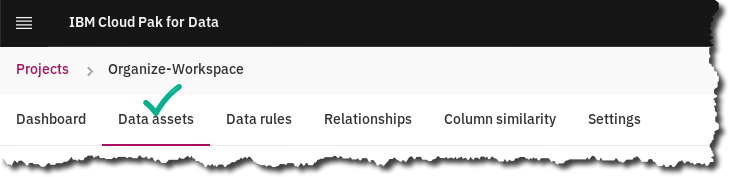 IBM Cloud Pak for Data
Projects > Organize-Workspace
Dashboard Data assets Data rules Relationships Column similarity Settings